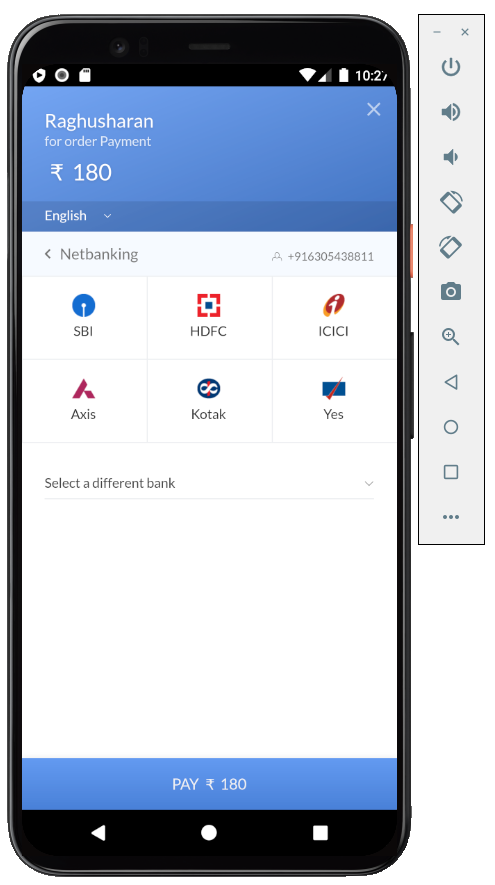 10:27
Raghusharan
for order Payment
₹ 180
English
Netbanking
+916305438811
SBI
HDFC
ICICI
Axis
Kotak
Yes
Select a different bank
PAY ₹ 180